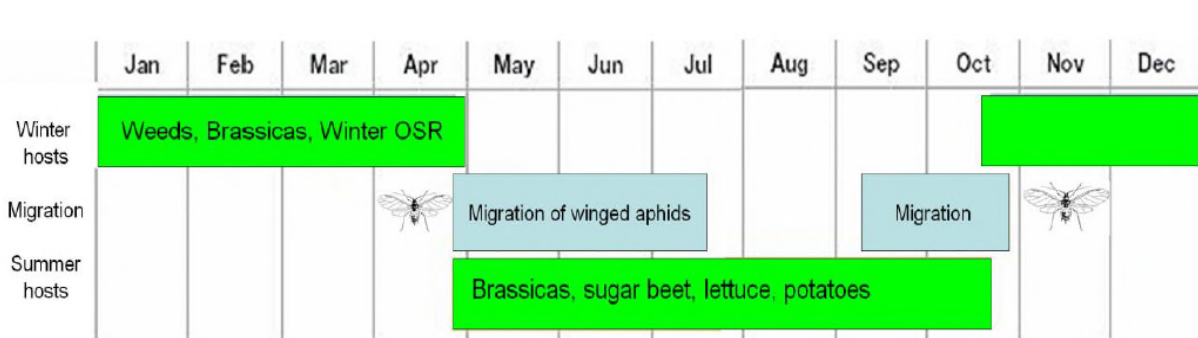 Jan Feb Mar Apr May Jun Jul Aug Sep Oct Nov Dec
Winter
hosts
Weeds, Brassicas, Winter OSR
Migration
Migration of winged aphids
Migration
Summer
hosts
Brassicas, sugar beet, lettuce, potatoes